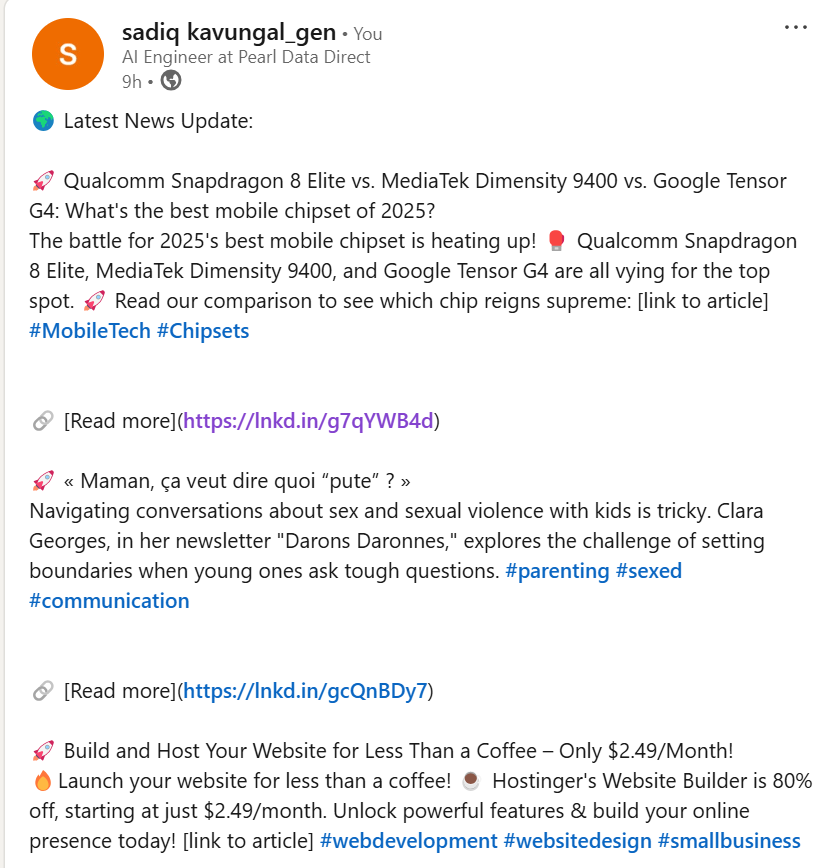 S
sadiq kavungal_gen • You
AI Engineer at Pearl Data Direct
9h •
🌍 Latest News Update:
🚀 Qualcomm Snapdragon 8 Elite vs. MediaTek Dimensity 9400 vs. Google Tensor
G4: What's the best mobile chipset of 2025?
The battle for 2025's best mobile chipset is heating up! 🥊 Qualcomm Snapdragon
8 Elite, MediaTek Dimensity 9400, and Google Tensor G4 are all vying for the top
spot. 🚀 Read our comparison to see which chip reigns supreme: [link to article]
#MobileTech #Chipsets
🔗 [Read more](https://lnkd.in/g7qYWB4d)
🚀 « Maman, ça veut dire quoi “pute” ? »
Navigating conversations about sex and sexual violence with kids is tricky. Clara
Georges, in her newsletter "Darons Daronnes," explores the challenge of setting
boundaries when young ones ask tough questions. #parenting #sexed
#communication
🔗 [Read more](https://lnkd.in/gcQnBDy7)
🚀 Build and Host Your Website for Less Than a Coffee – Only $2.49/Month!
🔥 Launch your website for less than a coffee! ☕ Hostinger's Website Builder is 80%
off, starting at just $2.49/month. Unlock powerful features & build your online
presence today! [link to article] #webdevelopment #websitedesign #smallbusiness